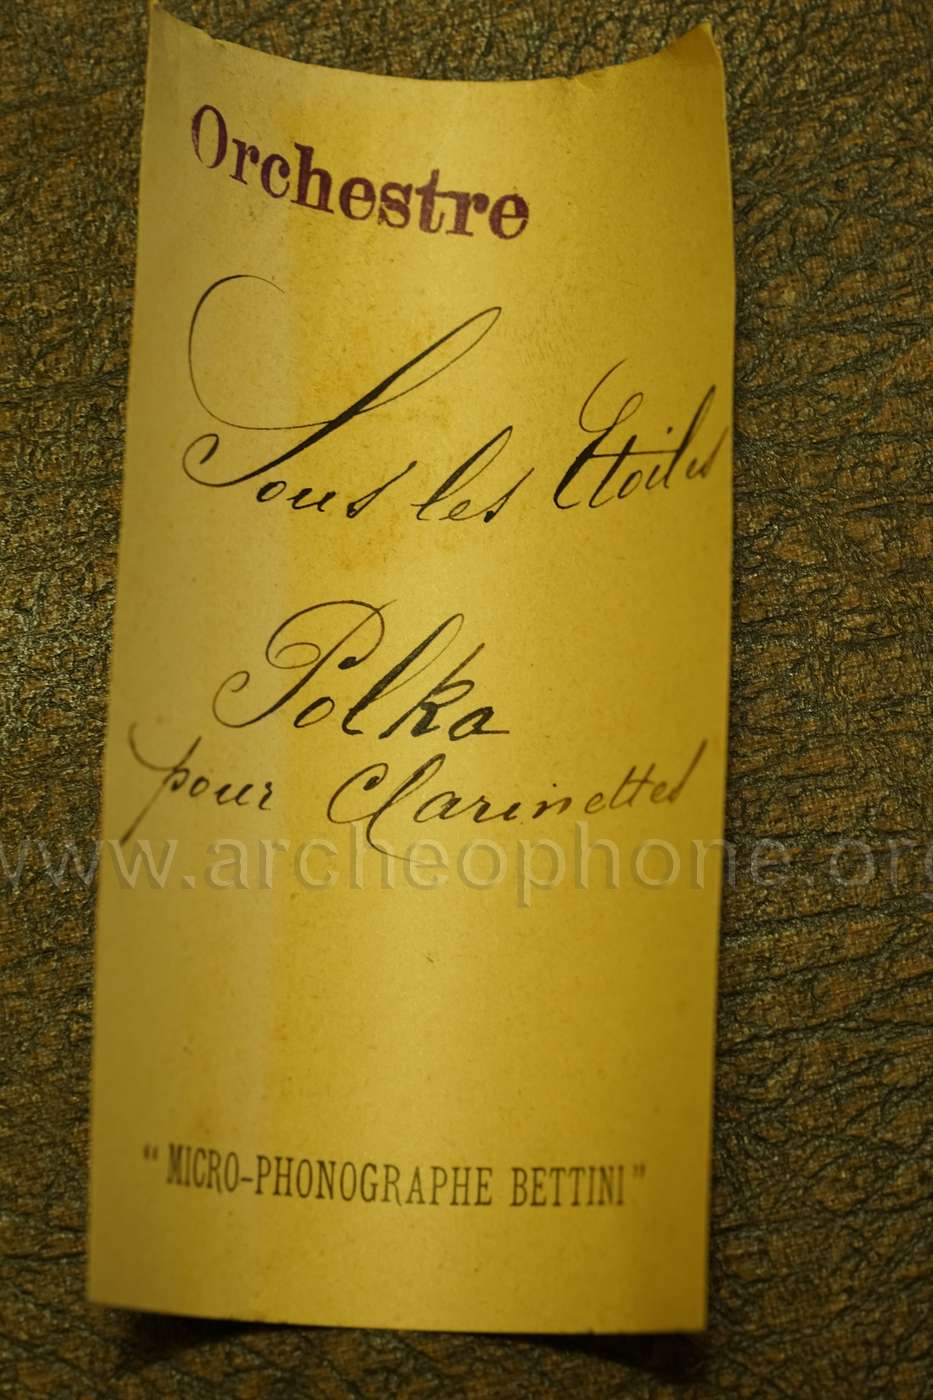 Orchestre
Sous les Etoiles
Polka
pour Clarinettes
www.archeophone.org
“ MICRO-PHONOGRAPHE BETTINI ”